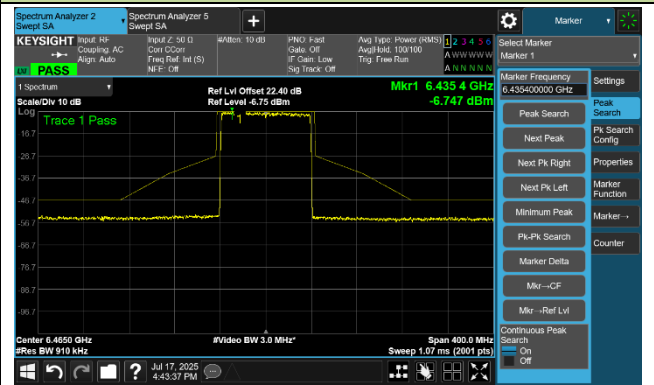 Spectrum Analyzer 2
Swept SA
Spectrum Analyzer 5
Swept SA
Marker
KEYSIGHT
Input: RF
Coupling: AC
Align: Auto
Input Z: 50 Ω
Corr CCorr
Freq Ref: Int (S)
NFE: Off
#Atten: 10 dB
PNO: Fast
Gate: Off
IF Gain: Low
Sig Track: Off
Avg Type: Power (RMS)
Avg|Hold: 100/100
Trig: Free Run
1 2 3 4 5 6
A W W W W W
A N N N N N
PASS
Select Marker
Marker 1
1 Spectrum
Scale/Div 10 dB
Ref Lvl Offset 22.40 dB
Ref Level -6.75 dBm
Mkr1 6.435 4 GHz
-6.747 dBm
Log
Trace 1 Pass
-16.7
-26.7
-36.7
-46.7
-56.7
-66.7
-76.7
-86.7
-96.7
Center 6.4650 GHz
#Res BW 910 kHz
#Video BW 3.0 MHz*
Span 400.0 MHz
Sweep 1.07 ms (2001 pts)
Marker Frequency
6.435400000 GHz
Peak Search
Next Peak
Next Pk Right
Next Pk Left
Minimum Peak
Pk-Pk Search
Marker Delta
Mkr→CF
Mkr→Ref Lvl
Continuous Peak
Search
On
Off
Settings
Peak
Search
Pk Search
Config
Properties
Marker
Function
Marker→
Counter
Jul 17, 2025
4:43:37 PM